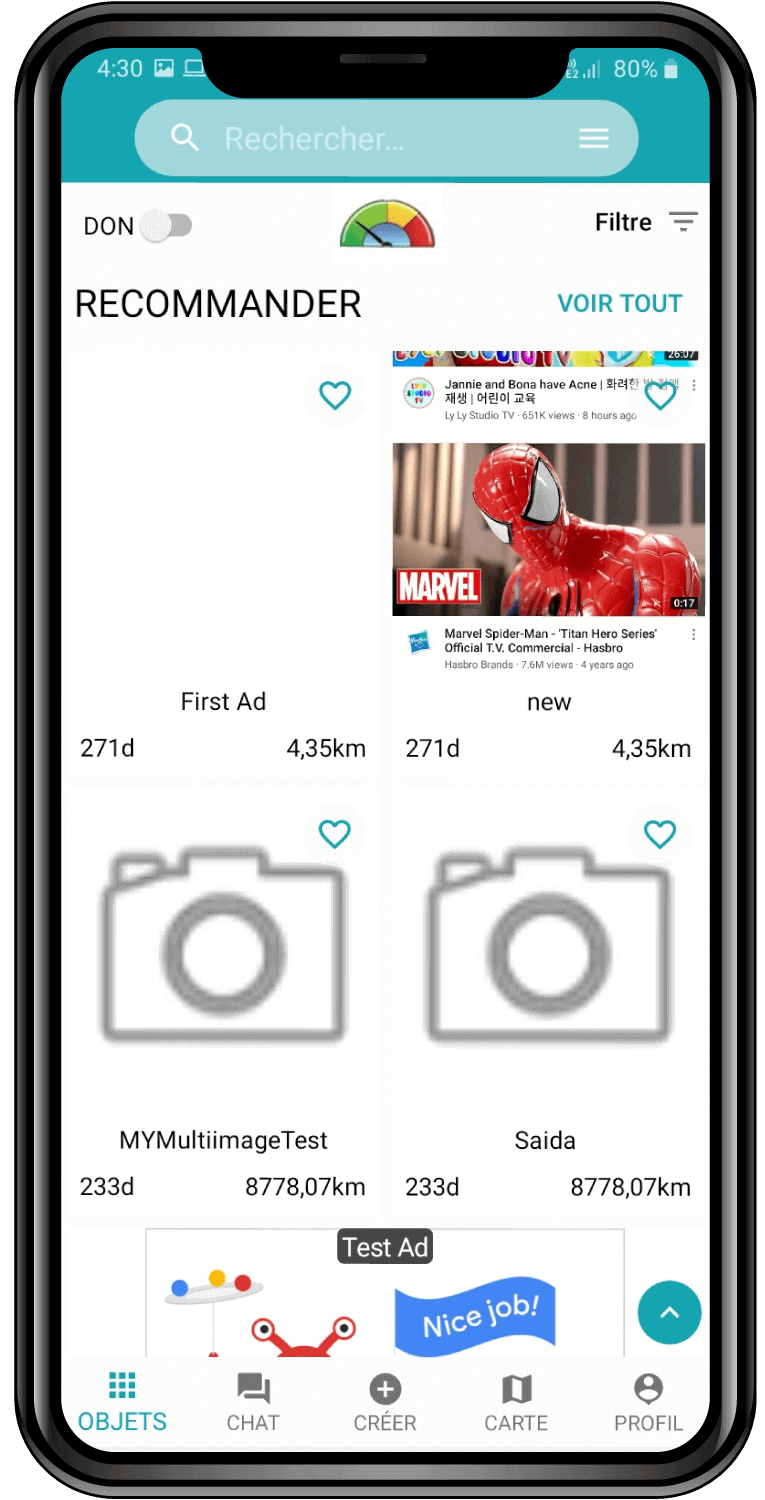 4:30
80%
Rechercher...
DON
Filtre
RECOMMANDER
VOIR TOUT
26:07
Jannie and Bona have Acne | 화려한
재생 | 어린이 교육
Ly Ly Studio TV · 651K views · 8 hours ago
MARVEL
0:17
Marvel Spider-Man - 'Titan Hero Series'
Official T.V. Commercial - Hasbro
Hasbro Brands · 7.6M views · 4 years ago
First Ad
new
271d
4,35km
271d
4,35km
MYMultiimageTest
Saida
233d
8778,07km
233d
8778,07km
Test Ad
Nice job!
OBJETS
CHAT
CRÉER
CARTE
PROFIL